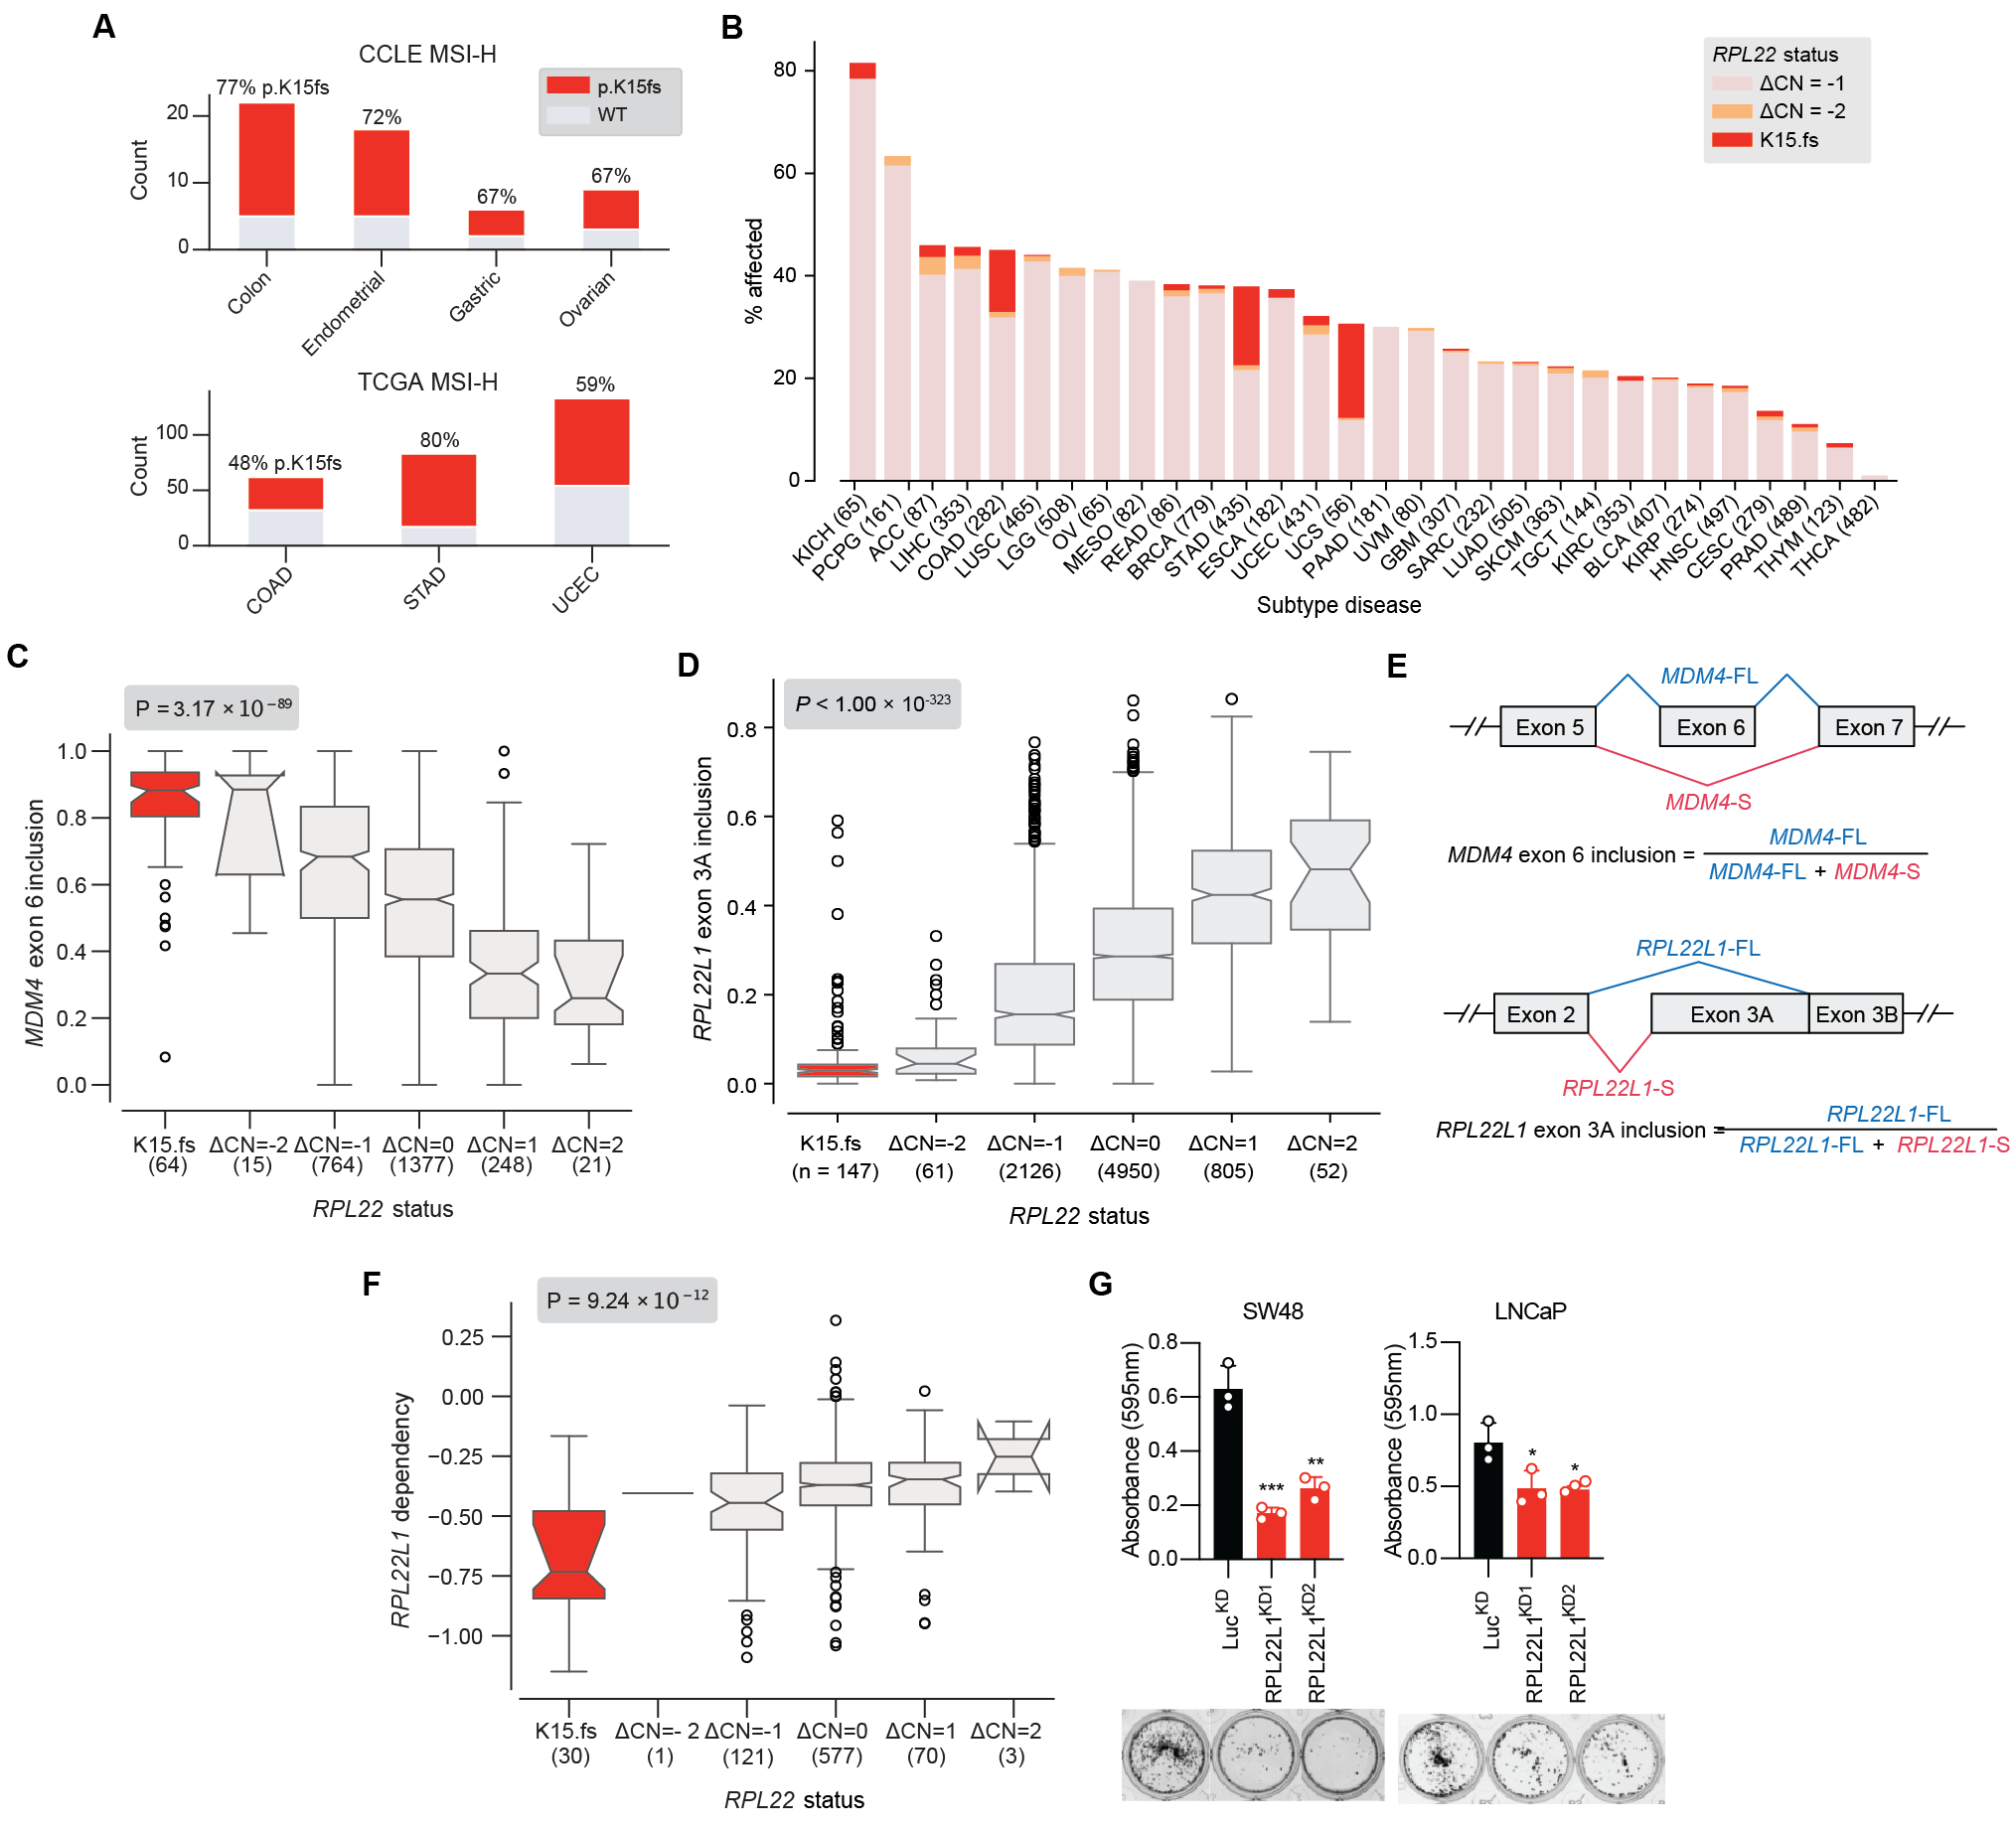 A
CCLE MSI-H
77% p.K15fs
72%
67%
67%
p.K15fs
WT
Count
20
10
0
Colon
Endometrial
Gastric
Ovarian
TCGA MSI-H
48% p.K15fs
80%
59%
Count
100
50
0
COAD
STAD
UCEC
B
RPL22 status
ΔCN = -1
ΔCN = -2
K15.fs
% affected
80
60
40
20
0
KICH (65)
PCPG (161)
ACC (87)
LIHC (353)
COAD (282)
LUSC (465)
LGG (508)
OV (65)
MESO (82)
READ (86)
BRCA (779)
STAD (435)
ESCA (182)
UCEC (431)
UCS (56)
PAAD (181)
UVM (80)
GBM (307)
SARC (232)
LUAD (505)
SKCM (363)
TGCT (144)
KIRC (353)
BLCA (407)
KIRP (274)
HNSC (497)
CESC (279)
PRAD (489)
THYM (123)
THCA (482)
Subtype disease
C
P = 3.17 × 10⁻⁸⁹
MDM4 exon 6 inclusion
1.0
0.8
0.6
0.4
0.2
0.0
K15.fs ΔCN=-2 ΔCN=-1 ΔCN=0 ΔCN=1 ΔCN=2
(64) (15) (764) (1377) (248) (21)
RPL22 status
D
P < 1.00 × 10⁻³²³
RPL22L1 exon 3A inclusion
0.8
0.6
0.4
0.2
0.0
K15.fs ΔCN=-2 ΔCN=-1 ΔCN=0 ΔCN=1 ΔCN=2
(n = 147) (61) (2126) (4950) (805) (52)
RPL22 status
E
MDM4-FL
Exon 5 Exon 6 Exon 7
MDM4-S
MDM4 exon 6 inclusion =
MDM4-FL
MDM4-FL + MDM4-S
RPL22L1-FL
Exon 2 Exon 3A Exon 3B
RPL22L1-S
RPL22L1 exon 3A inclusion =
RPL22L1-FL
RPL22L1-FL + RPL22L1-S
F
P = 9.24 × 10⁻¹²
RPL22L1 dependency
0.25
0.00
−0.25
−0.50
−0.75
−1.00
K15.fs ΔCN=- 2 ΔCN=-1 ΔCN=0 ΔCN=1 ΔCN=2
(30) (1) (121) (577) (70) (3)
RPL22 status
G
SW48
Absorbance (595nm)
0.8
0.6
0.4
0.2
0.0
***
**
Luc^KD
RPL22L1^KD1
RPL22L1^KD2
LNCaP
Absorbance (595nm)
1.5
1.0
0.5
0.0
*
*
Luc^KD
RPL22L1^KD1
RPL22L1^KD2